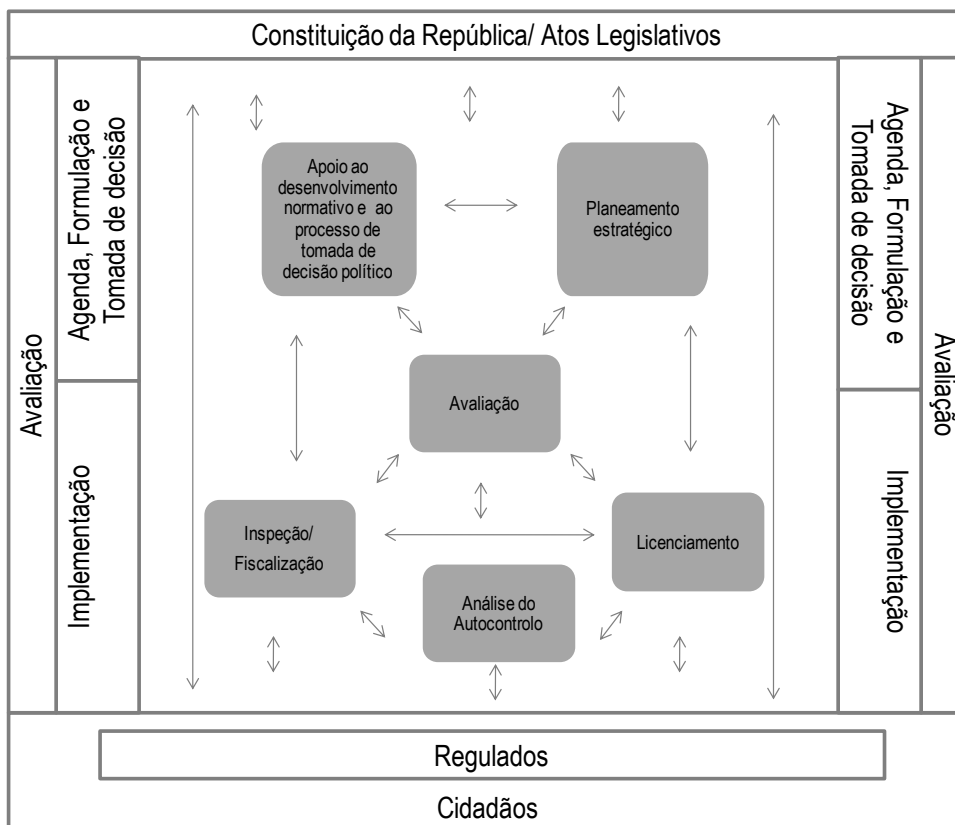 Constituição da República/ Atos Legislativos
Avaliação
Agenda, Formulação e
Tomada de decisão
Implementação
Apoio ao
desenvolvimento
normativo e ao
processo de
tomada de
decisão político
Planeamento
estratégico
Avaliação
Inspeção/
Fiscalização
Licenciamento
Análise do
Autocontrolo
Agenda, Formulação e
Tomada de decisão
Implementação
Avaliação
Regulados
Cidadãos